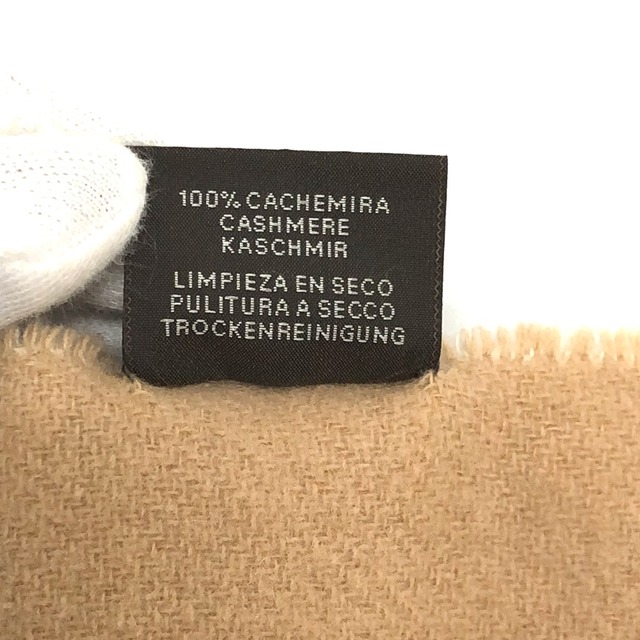 100% CACHEMIRA
CASHMERE
KASCHMIR
LIMPIEZA EN SECO
PULITURA A SECCO
TROCKENREINIGUNG